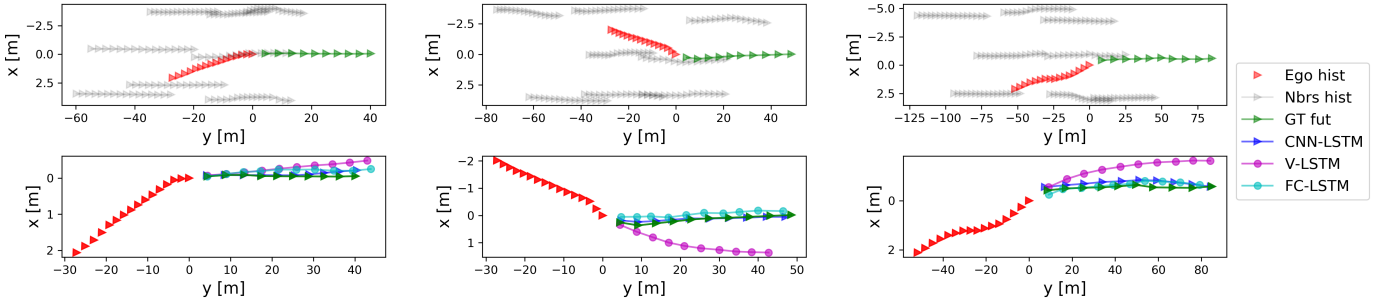 x [m]
−2.5
0.0
2.5
−60 −40 −20 0 20 40
y [m]
x [m]
−2.5
0.0
2.5
−80 −60 −40 −20 0 20 40
y [m]
x [m]
−5.0
−2.5
0.0
2.5
−125 −100 −75 −50 −25 0 25 50 75
y [m]
x [m]
0
1
2
−30 −20 −10 0 10 20 30 40
y [m]
x [m]
−2
−1
0
1
−30 −20 −10 0 10 20 30 40 50
y [m]
x [m]
0
2
−40 −20 0 20 40 60 80
y [m]
Ego hist
Nbrs hist
GT fut
CNN-LSTM
V-LSTM
FC-LSTM